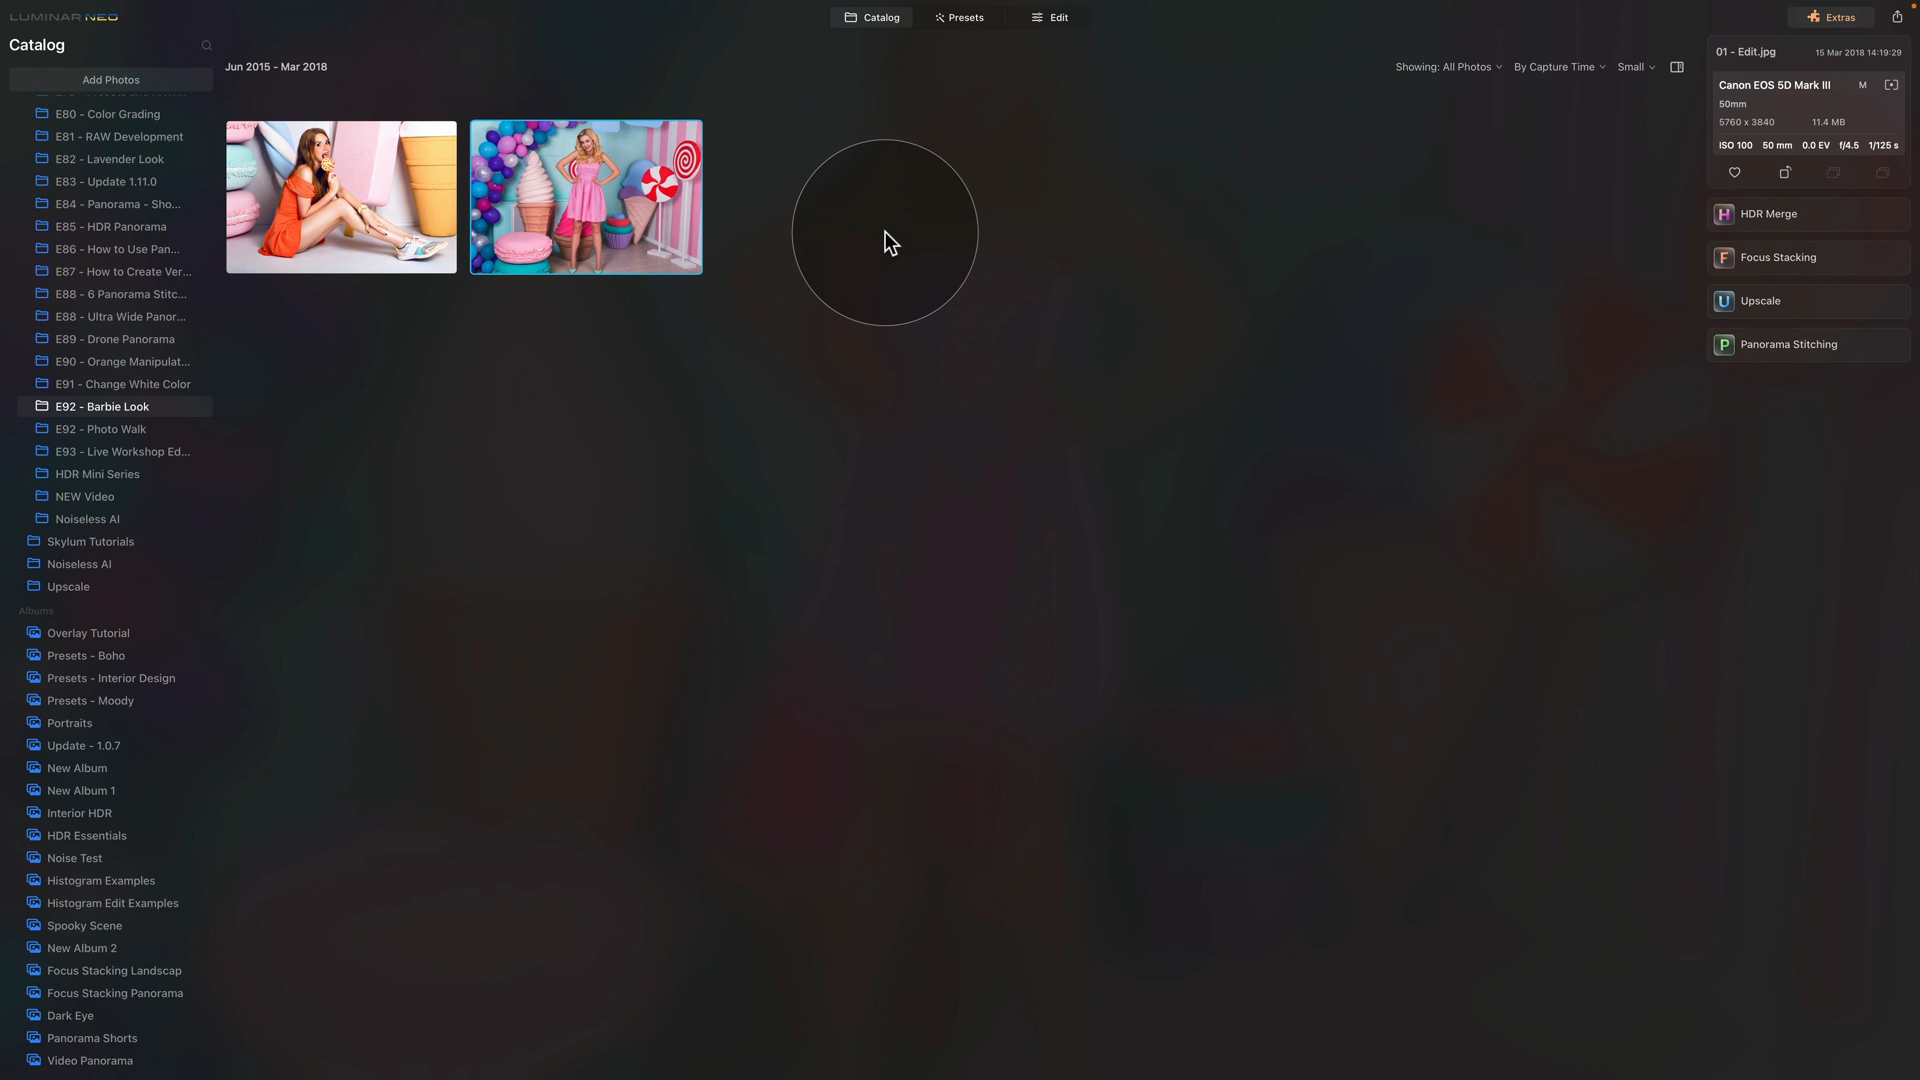 LUMINAR NEO
Catalog
Presets
Edit
Extras
Catalog
Add Photos
E80 - Color Grading
E81 - RAW Development
E82 - Lavender Look
E83 - Update 1.11.0
E84 - Panorama - Sho...
E85 - HDR Panorama
E86 - How to Use Pan...
E87 - How to Create Ver...
E88 - 6 Panorama Stitc...
E88 - Ultra Wide Panor...
E89 - Drone Panorama
E90 - Orange Manipulat...
E91 - Change White Color
E92 - Barbie Look
E92 - Photo Walk
E93 - Live Workshop Ed...
HDR Mini Series
NEW Video
Noiseless AI
Skylum Tutorials
Noiseless AI
Upscale
Albums
Overlay Tutorial
Presets - Boho
Presets - Interior Design
Presets - Moody
Portraits
Update - 1.0.7
New Album
New Album 1
Interior HDR
HDR Essentials
Noise Test
Histogram Examples
Histogram Edit Examples
Spooky Scene
New Album 2
Focus Stacking Landscap
Focus Stacking Panorama
Dark Eye
Panorama Shorts
Video Panorama
Jun 2015 - Mar 2018
Showing: All Photos
By Capture Time
Small
01 - Edit.jpg 15 Mar 2018 14:19:29
Canon EOS 5D Mark III M
50mm
5760 x 3840 11.4 MB
ISO 100 50 mm 0.0 EV f/4.5 1/125 s
H HDR Merge
F Focus Stacking
U Upscale
P Panorama Stitching